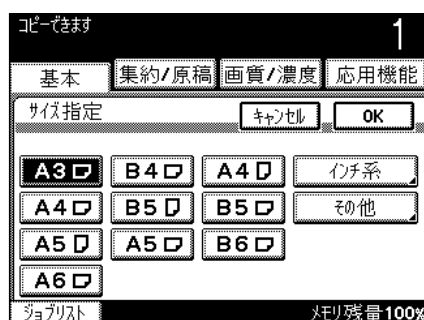 コピーできます
1
基本 集約/原稿 画質/濃度 応用機能
サイズ指定 キャンセル OK
A3 B4 A4 インチ系
A4 B5 B5 その他
A5 A5 B6
A6
ジョブリスト メモリ残量100%